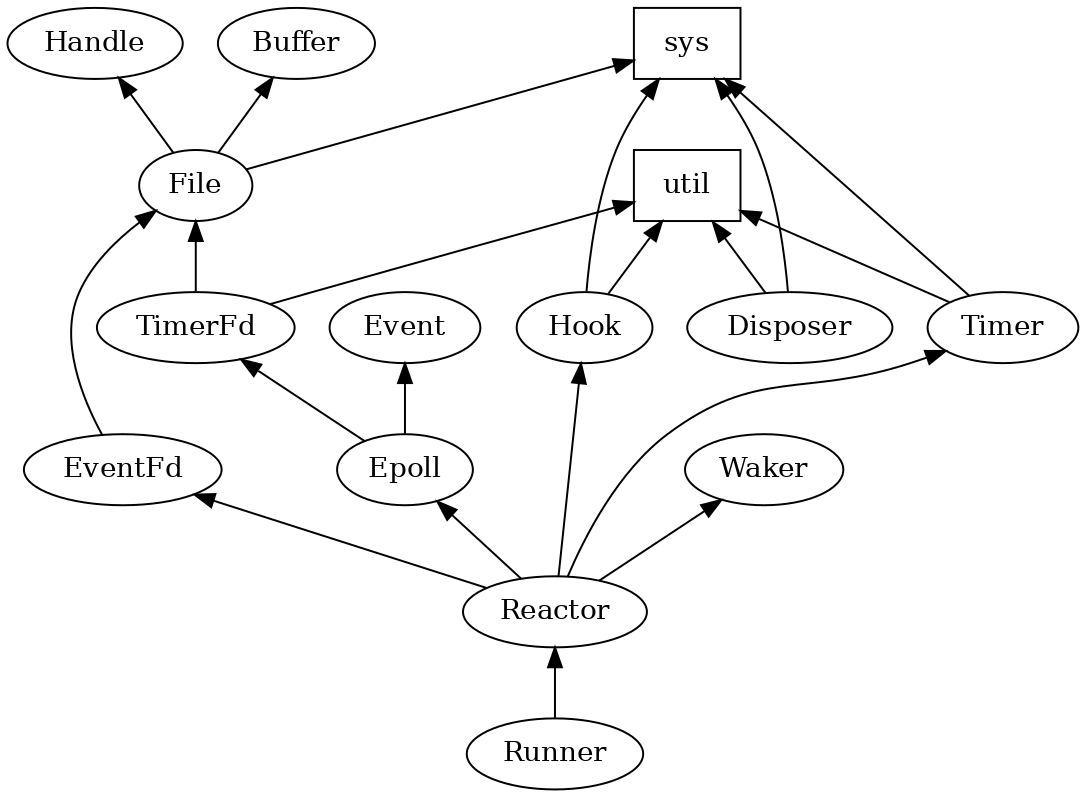 Handle
Buffer
sys
File
util
TimerFd
Event
Hook
Disposer
Timer
EventFd
Epoll
Waker
Reactor
Runner